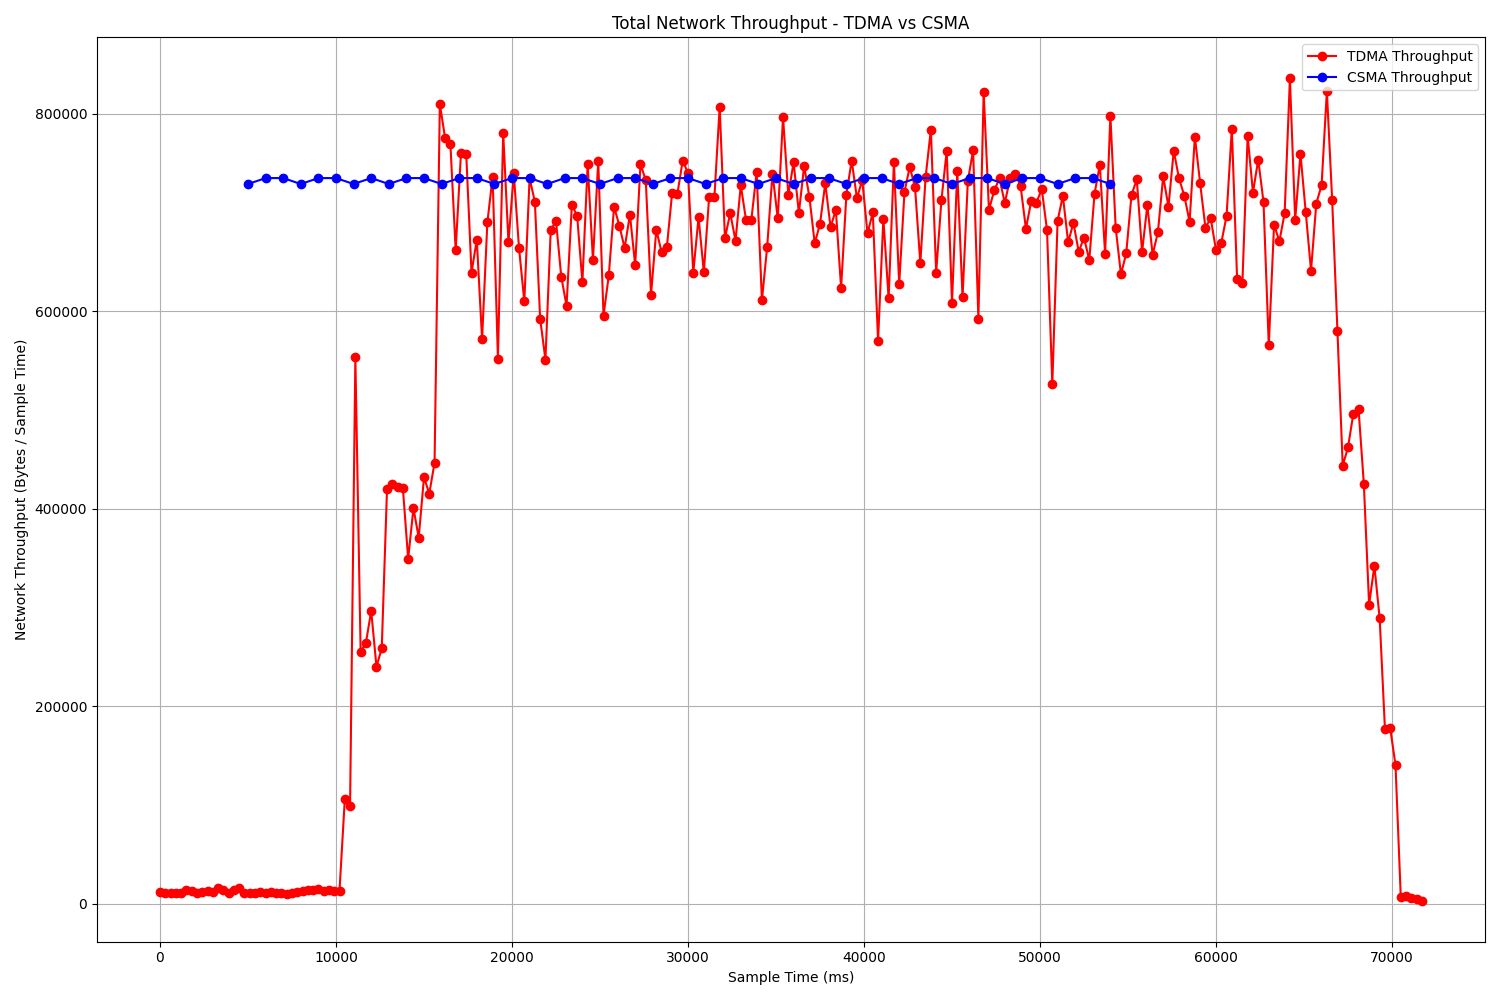 Total Network Throughput - TDMA vs CSMA
TDMA Throughput
CSMA Throughput
Network Throughput (Bytes / Sample Time)
800000
600000
400000
200000
0
0 10000 20000 30000 40000 50000 60000 70000
Sample Time (ms)